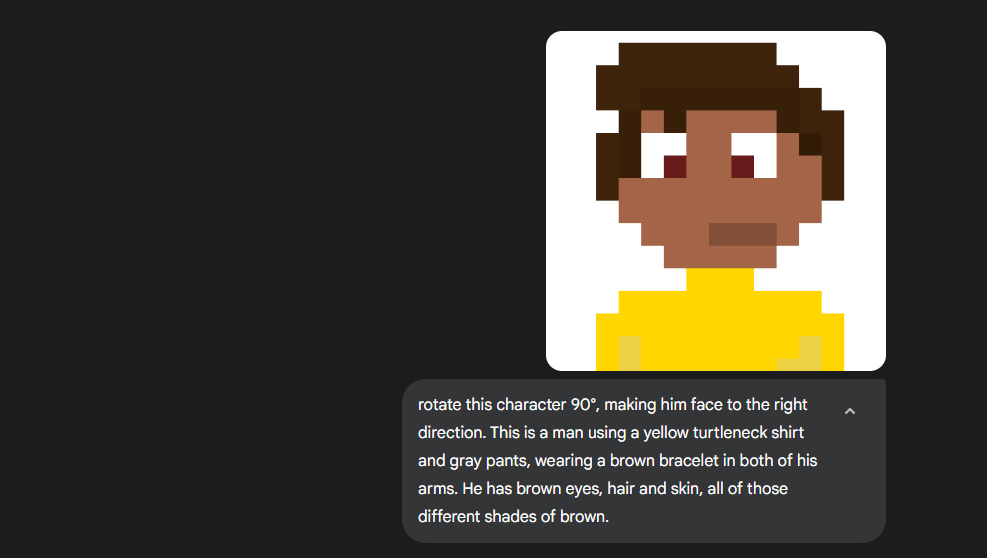 rotate this character 90°, making him face to the right
direction. This is a man using a yellow turtleneck shirt
and gray pants, wearing a brown bracelet in both of his
arms. He has brown eyes, hair and skin, all of those
different shades of brown.